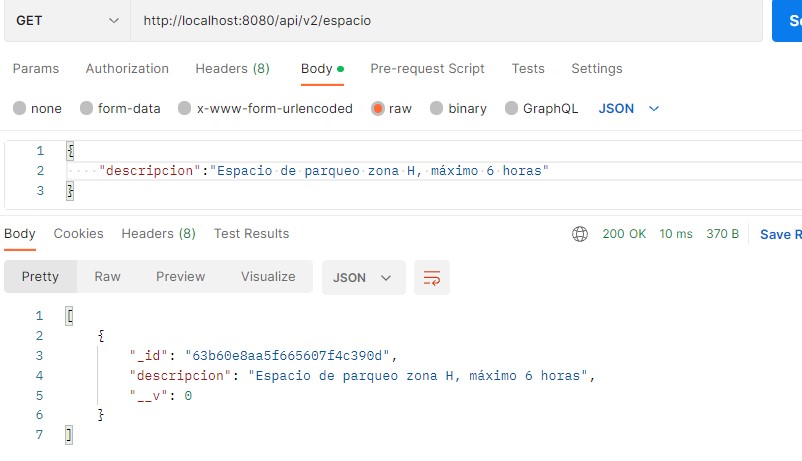 GET http://localhost:8080/api/v2/espacio S
Params Authorization Headers (8) Body Pre-request Script Tests Settings
none form-data x-www-form-urlencoded raw binary GraphQL JSON
1 {
2 "descripcion":"Espacio de parqueo zona H, máximo 6 horas"
3 }
Body Cookies Headers (8) Test Results 200 OK 10 ms 370 B Save R
Pretty Raw Preview Visualize JSON
1 [
2 {
3 "_id": "63b60e8aa5f665607f4c390d",
4 "descripcion": "Espacio de parqueo zona H, máximo 6 horas",
5 "__v": 0
6 }
7 ]